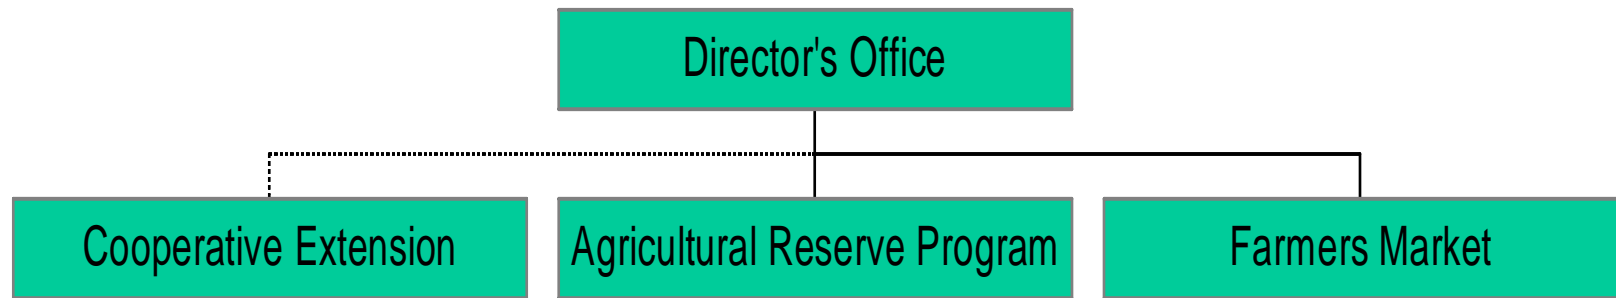 Director's Office
Cooperative Extension
Agricultural Reserve Program
Farmers Market